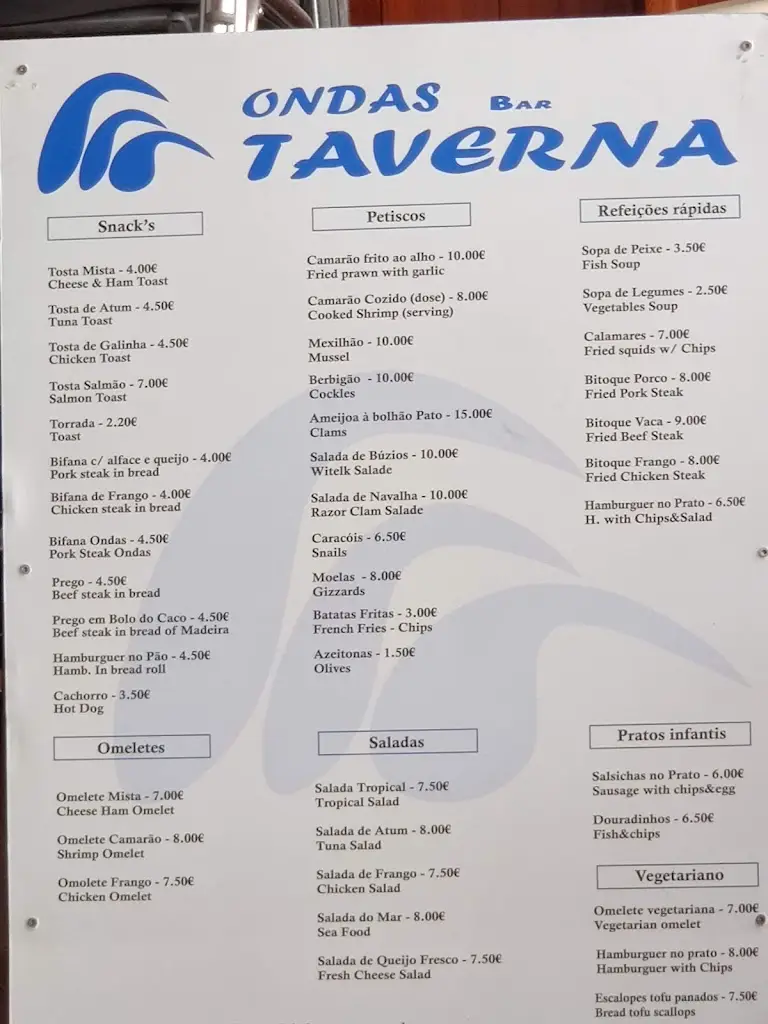 ONDAS BAR
TAVERNA
Snack's
Tosta Mista - 4.00€
Cheese & Ham Toast
Tosta de Atum - 4.50€
Tuna Toast
Tosta de Galinha - 4.50€
Chicken Toast
Tosta Salmão - 7.00€
Salmon Toast
Torrada - 2.20€
Toast
Bifana c/ alface e queijo - 4.00€
Pork steak in bread
Bifana de Frango - 4.00€
Chicken steak in bread
Bifana Ondas - 4.50€
Pork Steak Ondas
Prego - 4.50€
Beef steak in bread
Prego em Bolo do Caco - 4.50€
Beef steak in bread of Madeira
Hamburguer no Pão - 4.50€
Hamb. In bread roll
Cachorro - 3.50€
Hot Dog
Petiscos
Camarão frito ao alho - 10.00€
Fried prawn with garlic
Camarão Cozido (dose) - 8.00€
Cooked Shrimp (serving)
Mexilhão - 10.00€
Mussel
Berbigão - 10.00€
Cockles
Ameijoa à bolhão Pato - 15.00€
Clams
Salada de Búzios - 10.00€
Witelk Salade
Salada de Navalha - 10.00€
Razor Clam Salade
Caracóis - 6.50€
Snails
Moelas - 8.00€
Gizzards
Batatas Fritas - 3.00€
French Fries - Chips
Azeitonas - 1.50€
Olives
Refeições rápidas
Sopa de Peixe - 3.50€
Fish Soup
Sopa de Legumes - 2.50€
Vegetables Soup
Calamares - 7.00€
Fried squids w/ Chips
Bitoque Porco - 8.00€
Fried Pork Steak
Bitoque Vaca - 9.00€
Fried Beef Steak
Bitoque Frango - 8.00€
Fried Chicken Steak
Hamburguer no Prato - 6.50€
H. with Chips&Salad
Omeletes
Omelete Mista - 7.00€
Cheese Ham Omelet
Omelete Camarão - 8.00€
Shrimp Omelet
Omolete Frango - 7.50€
Chicken Omelet
Saladas
Salada Tropical - 7.50€
Tropical Salad
Salada de Atum - 8.00€
Tuna Salad
Salada de Frango - 7.50€
Chicken Salad
Salada do Mar - 8.00€
Sea Food
Salada de Queijo Fresco - 7.50€
Fresh Cheese Salad
Pratos infantis
Salsichas no Prato - 6.00€
Sausage with chips&egg
Douradinhos - 6.50€
Fish&chips
Vegetariano
Omelete vegetariana - 7.00€
Vegetarian omelet
Hamburguer no prato - 8.00€
Hamburguer with Chips
Escalopes tofu panados - 7.50€
Bread tofu scallops